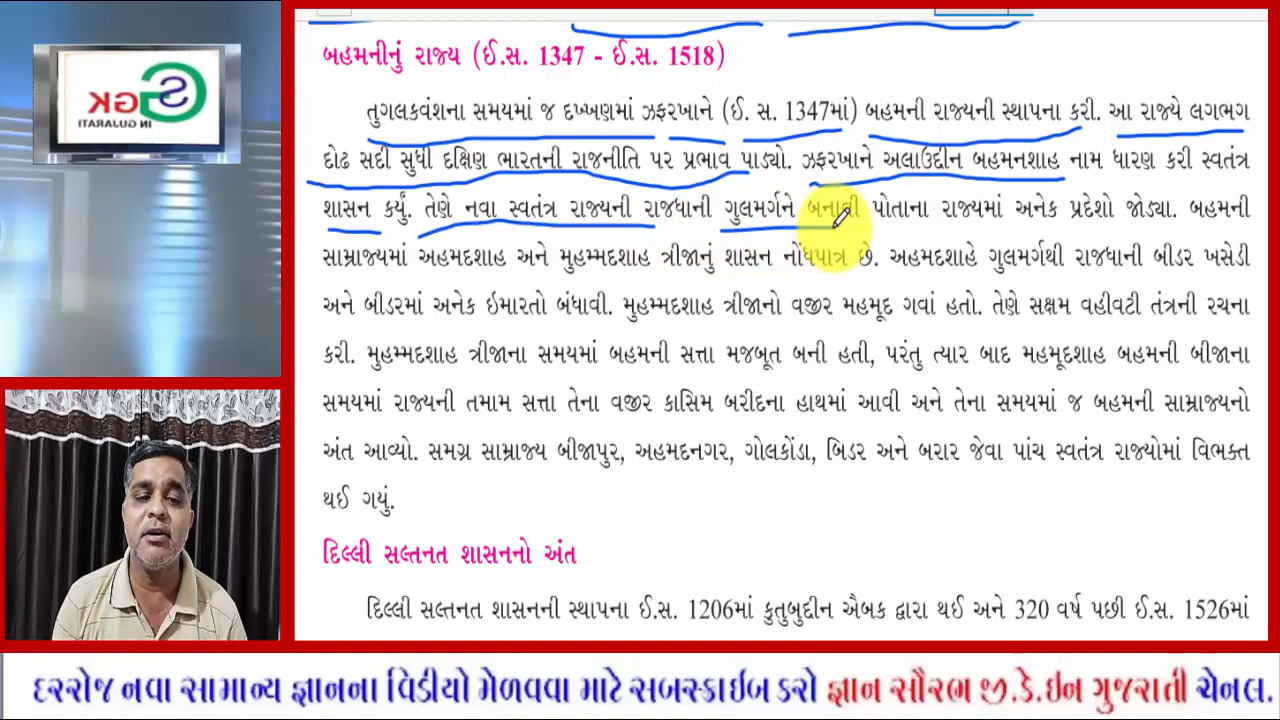 GS
GK
IN GUJARATI
બહમનીનું રાજ્ય (ઈ.સ. 1347 - ઈ.સ. 1518)
તુગલકવંશના સમયમાં જ દખ્ખણમાં ઝફરખાને (ઈ. સ. 1347માં) બહમની રાજ્યની સ્થાપના કરી. આ રાજ્યે લગભગ
દોઢ સદી સુધી દક્ષિણ ભારતની રાજનીતિ પર પ્રભાવ પાડ્યો. ઝફરખાને અલાઉદ્દીન બહમનશાહ નામ ધારણ કરી સ્વતંત્ર
શાસન કર્યું. તેણે નવા સ્વતંત્ર રાજ્યની રાજધાની ગુલમર્ગને બનાવી પોતાના રાજ્યમાં અનેક પ્રદેશો જોડ્યા. બહમની
સામ્રાજ્યમાં અહમદશાહ અને મુહમ્મદશાહ ત્રીજાનું શાસન નોંધપાત્ર છે. અહમદશાહે ગુલમર્ગથી રાજધાની બીડર ખસેડી
અને બીડરમાં અનેક ઇમારતો બંધાવી. મુહમ્મદશાહ ત્રીજાનો વજીર મહમૂદ ગવાં હતો. તેણે સક્ષમ વહીવટી તંત્રની રચના
કરી. મુહમ્મદશાહ ત્રીજાના સમયમાં બહમની સત્તા મજબૂત બની હતી, પરંતુ ત્યાર બાદ મહમૂદશાહ બહમની બીજાના
સમયમાં રાજ્યની તમામ સત્તા તેના વજીર કાસિમ બરીદના હાથમાં આવી અને તેના સમયમાં જ બહમની સામ્રાજ્યનો
અંત આવ્યો. સમગ્ર સામ્રાજ્ય બીજાપુર, અહમદનગર, ગોલકોંડા, બિડર અને બરાર જેવા પાંચ સ્વતંત્ર રાજ્યોમાં વિભક્ત
થઈ ગયું.
દિલ્લી સલ્તનત શાસનનો અંત
દિલ્લી સલ્તનત શાસનની સ્થાપના ઈ.સ. 1206માં કુતુબુદ્દીન ઐબક દ્વારા થઈ અને 320 વર્ષ પછી ઈ.સ. 1526માં
દરરોજ નવા સામાન્ય જ્ઞાનના વિડીયો મેળવવા માટે સબસ્ક્રાઇબ કરો જ્ઞાન સૌરભ જી.કે.ઇન ગુજરાતી ચેનલ.